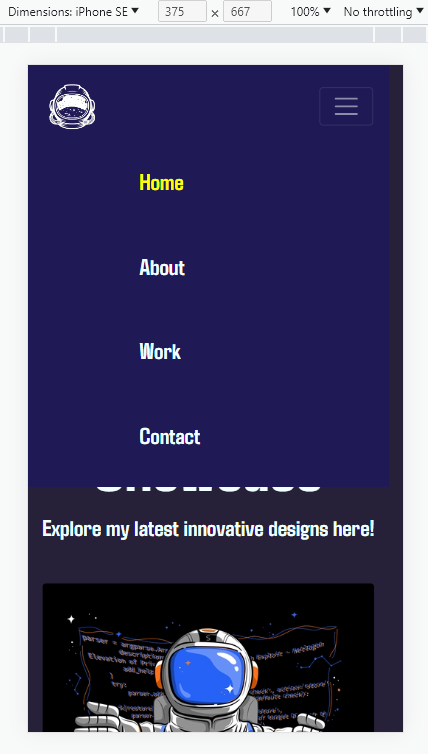 Dimensions: iPhone SE 375 × 667 100% No throttling
Home
About
Work
Contact
Explore my latest innovative designs here!